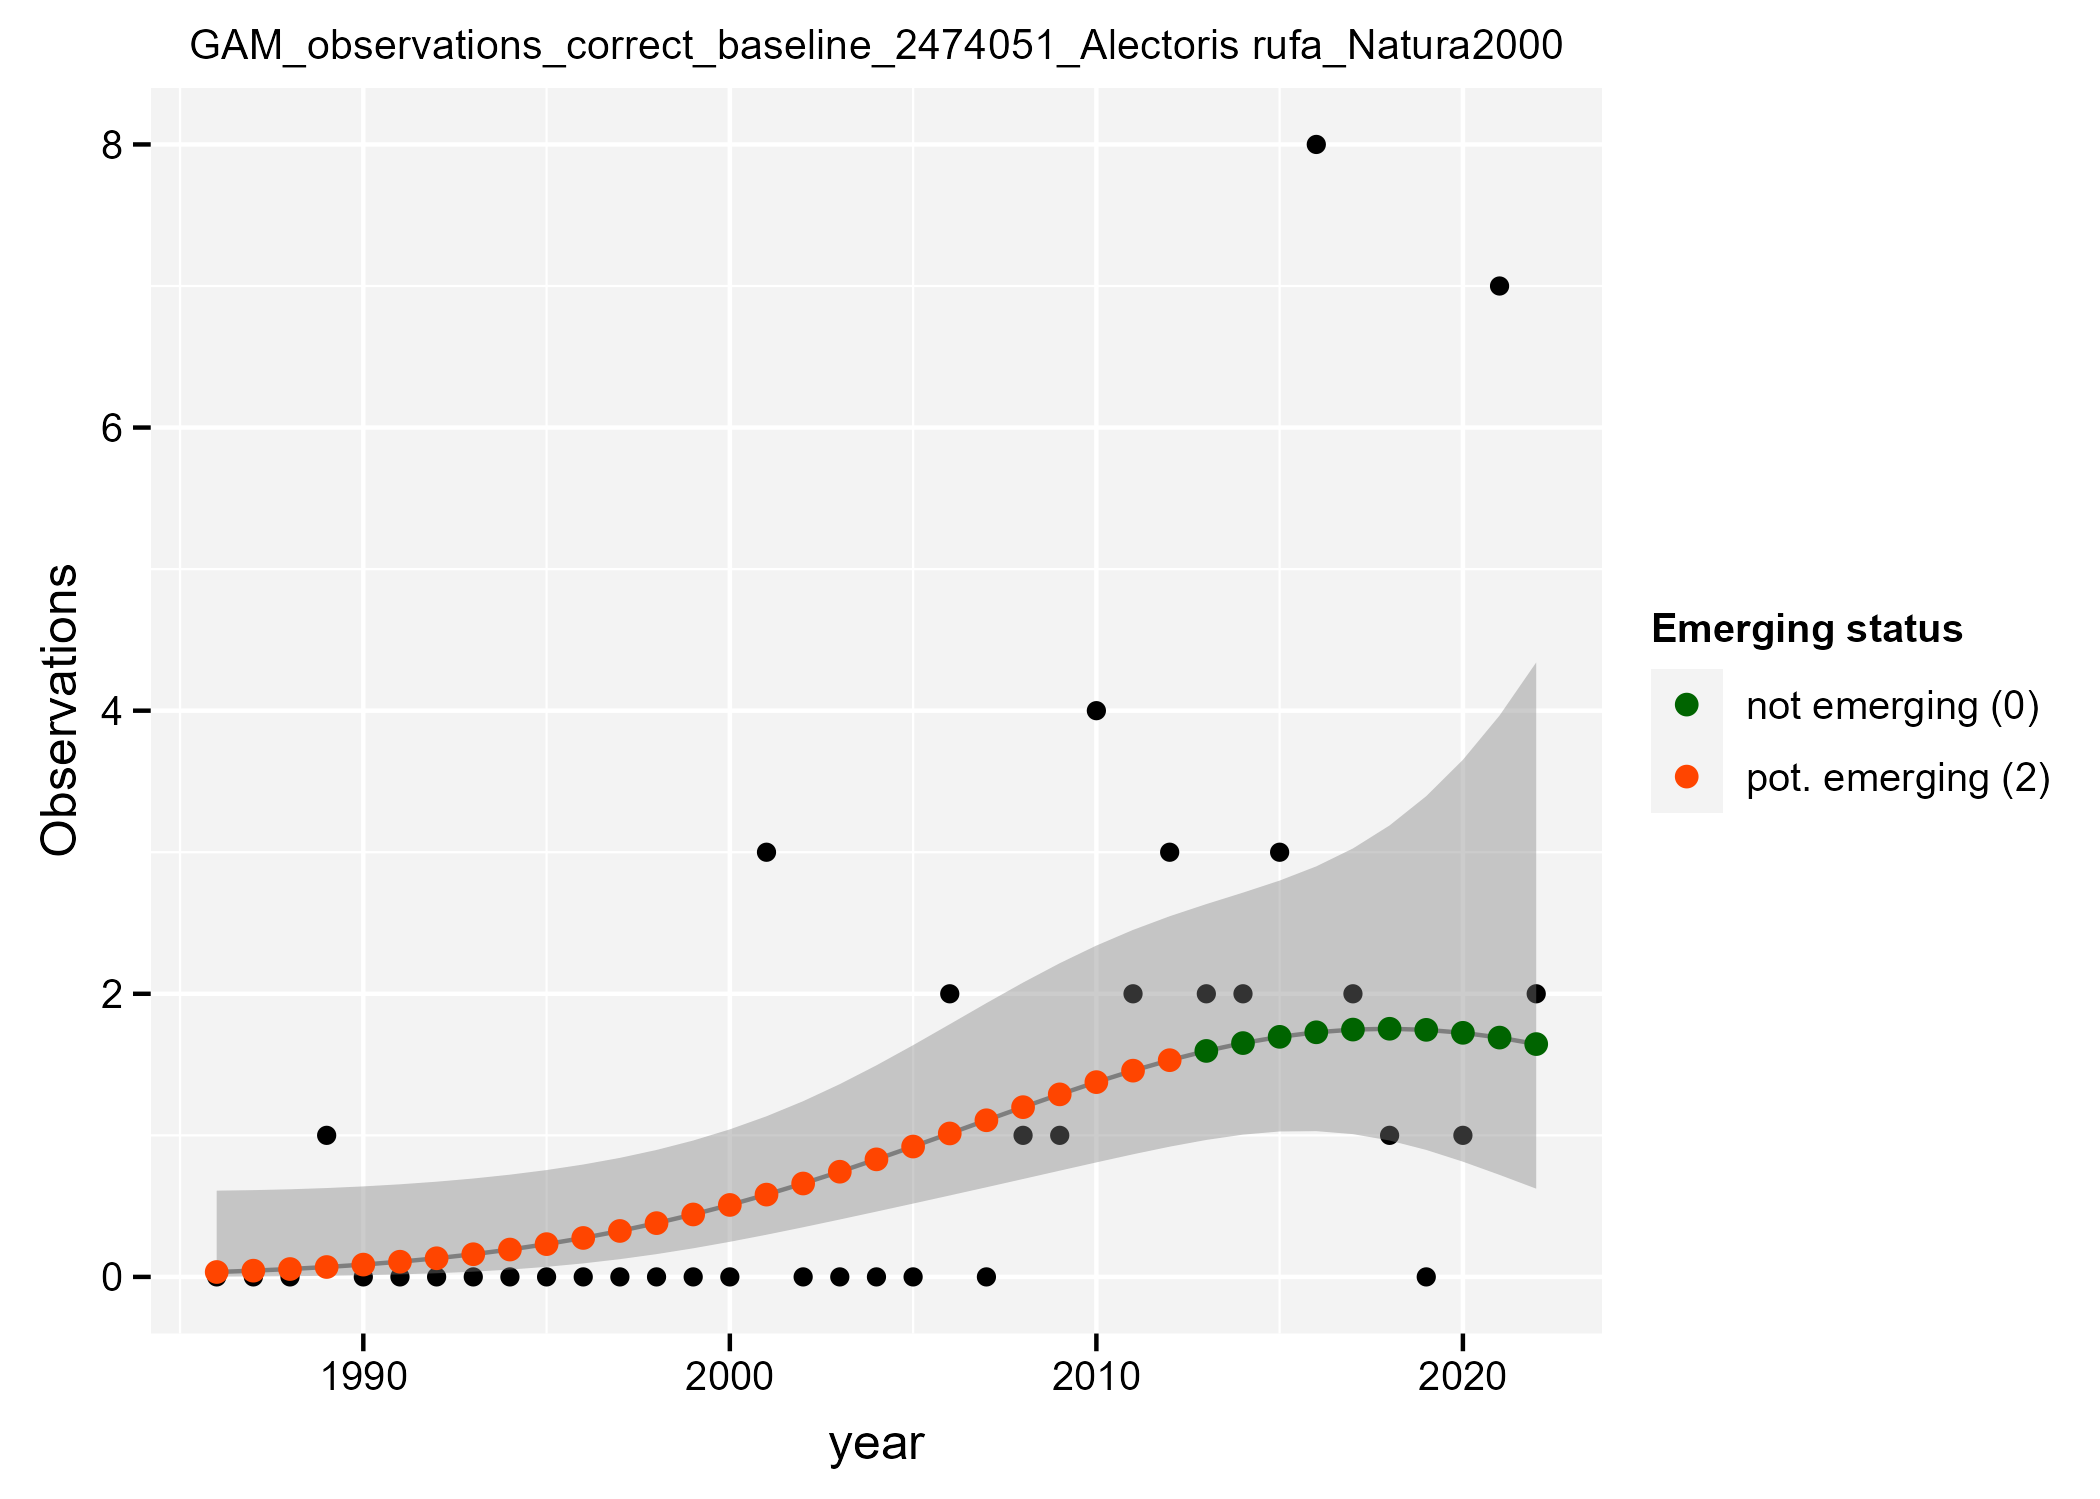 GAM_observations_correct_baseline_2474051_Alectoris rufa_Natura2000
8
6
4
2
0
Observations
1990
2000
2010
2020
year
Emerging status
not emerging (0)
pot. emerging (2)